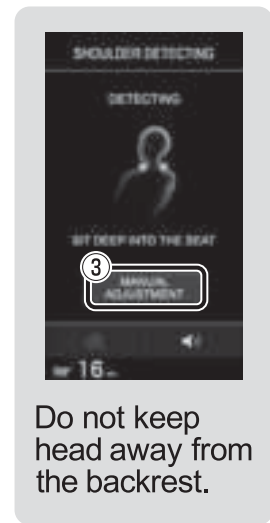 SHOULDER DETECTING
DETECTING
SIT DEEP INTO THE SEAT
③
MANUAL
ADJUSTMENT
16
Do not keep
head away from
the backrest.